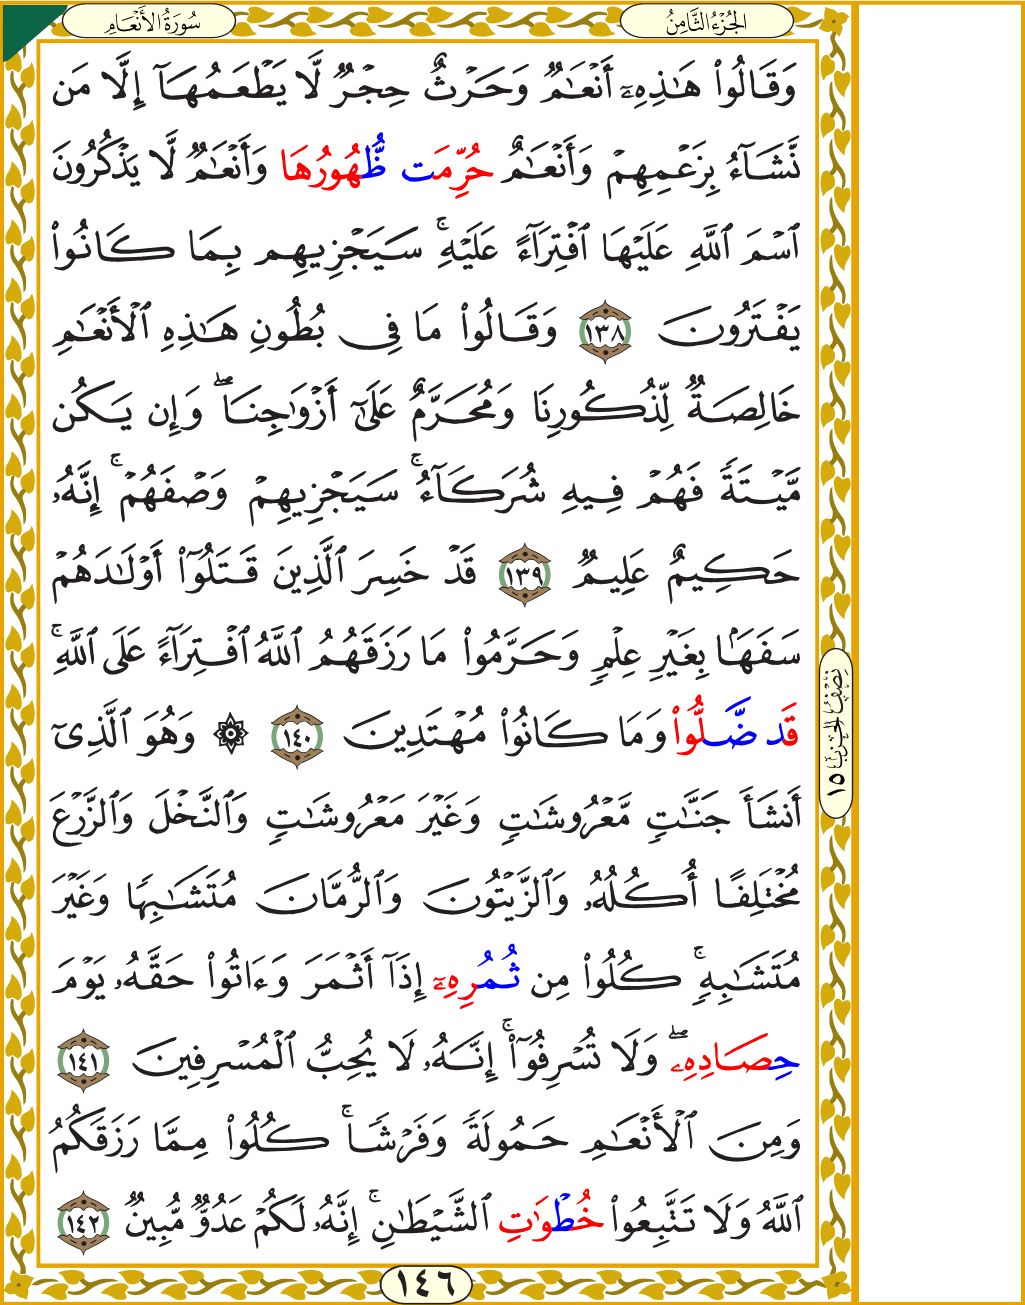 سُورَةُ الأَنْعَامِ
الجُزْءُ الثَّامِنُ
وَقَالُوا۟ هَـٰذِهِۦٓ أَنْعَـٰمٌۭ وَحَرْثٌ حِجْرٌۭ لَّا يَطْعَمُهَآ إِلَّا مَن
نَّشَآءُ بِزَعْمِهِمْ وَأَنْعَـٰمٌ حُرِّمَت ظُّهُورُهَا وَأَنْعَـٰمٌۭ لَّا يَذْكُرُونَ
ٱسْمَ ٱللَّهِ عَلَيْهَا ٱفْتِرَآءً عَلَيْهِ ۚ سَيَجْزِيهِم بِمَا كَانُوا۟
يَفْتَرُونَ ١٣٨ وَقَالُوا۟ مَا فِى بُطُونِ هَـٰذِهِ ٱلْأَنْعَـٰمِ
خَالِصَةٌۭ لِّذُكُورِنَا وَمُحَرَّمٌ عَلَىٰٓ أَزْوَٰجِنَا ۖ وَإِن يَكُن
مَّيْتَةًۭ فَهُمْ فِيهِ شُرَكَآءُ ۚ سَيَجْزِيهِمْ وَصْفَهُمْ ۚ إِنَّهُۥ
حَكِيمٌ عَلِيمٌۭ ١٣٩ قَدْ خَسِرَ ٱلَّذِينَ قَتَلُوٓا۟ أَوْلَـٰدَهُمْ
سَفَهًۢا بِغَيْرِ عِلْمٍۢ وَحَرَّمُوا۟ مَا رَزَقَهُمُ ٱللَّهُ ٱفْتِرَآءً عَلَى ٱللَّهِ ۚ
قَد ضَّلُّوا۟ وَمَا كَانُوا۟ مُهْتَدِينَ ١٤٠ ۞ وَهُوَ ٱلَّذِىٓ
أَنشَأَ جَنَّـٰتٍۢ مَّعْرُوشَـٰتٍۢ وَغَيْرَ مَعْرُوشَـٰتٍۢ وَٱلنَّخْلَ وَٱلزَّرْعَ
مُخْتَلِفًا أُكُلُهُۥ وَٱلزَّيْتُونَ وَٱلرُّمَّانَ مُتَشَـٰبِهًۭا وَغَيْرَ
مُتَشَـٰبِهٍۢ ۚ كُلُوا۟ مِن ثُمُرِهِۦٓ إِذَآ أَثْمَرَ وَءَاتُوا۟ حَقَّهُۥ يَوْمَ
حِصَادِهِۦ ۖ وَلَا تُسْرِفُوٓا۟ ۚ إِنَّهُۥ لَا يُحِبُّ ٱلْمُسْرِفِينَ ١٤١
وَمِنَ ٱلْأَنْعَـٰمِ حَمُولَةًۭ وَفَرْشًۭا ۚ كُلُوا۟ مِمَّا رَزَقَكُمُ
ٱللَّهُ وَلَا تَتَّبِعُوا۟ خُطْوَٰتِ ٱلشَّيْطَـٰنِ ۚ إِنَّهُۥ لَكُمْ عَدُوٌّۭ مُّبِينٌۭ ١٤٢
نِصْفُ الحِزْبِ ١٥
١٤٦